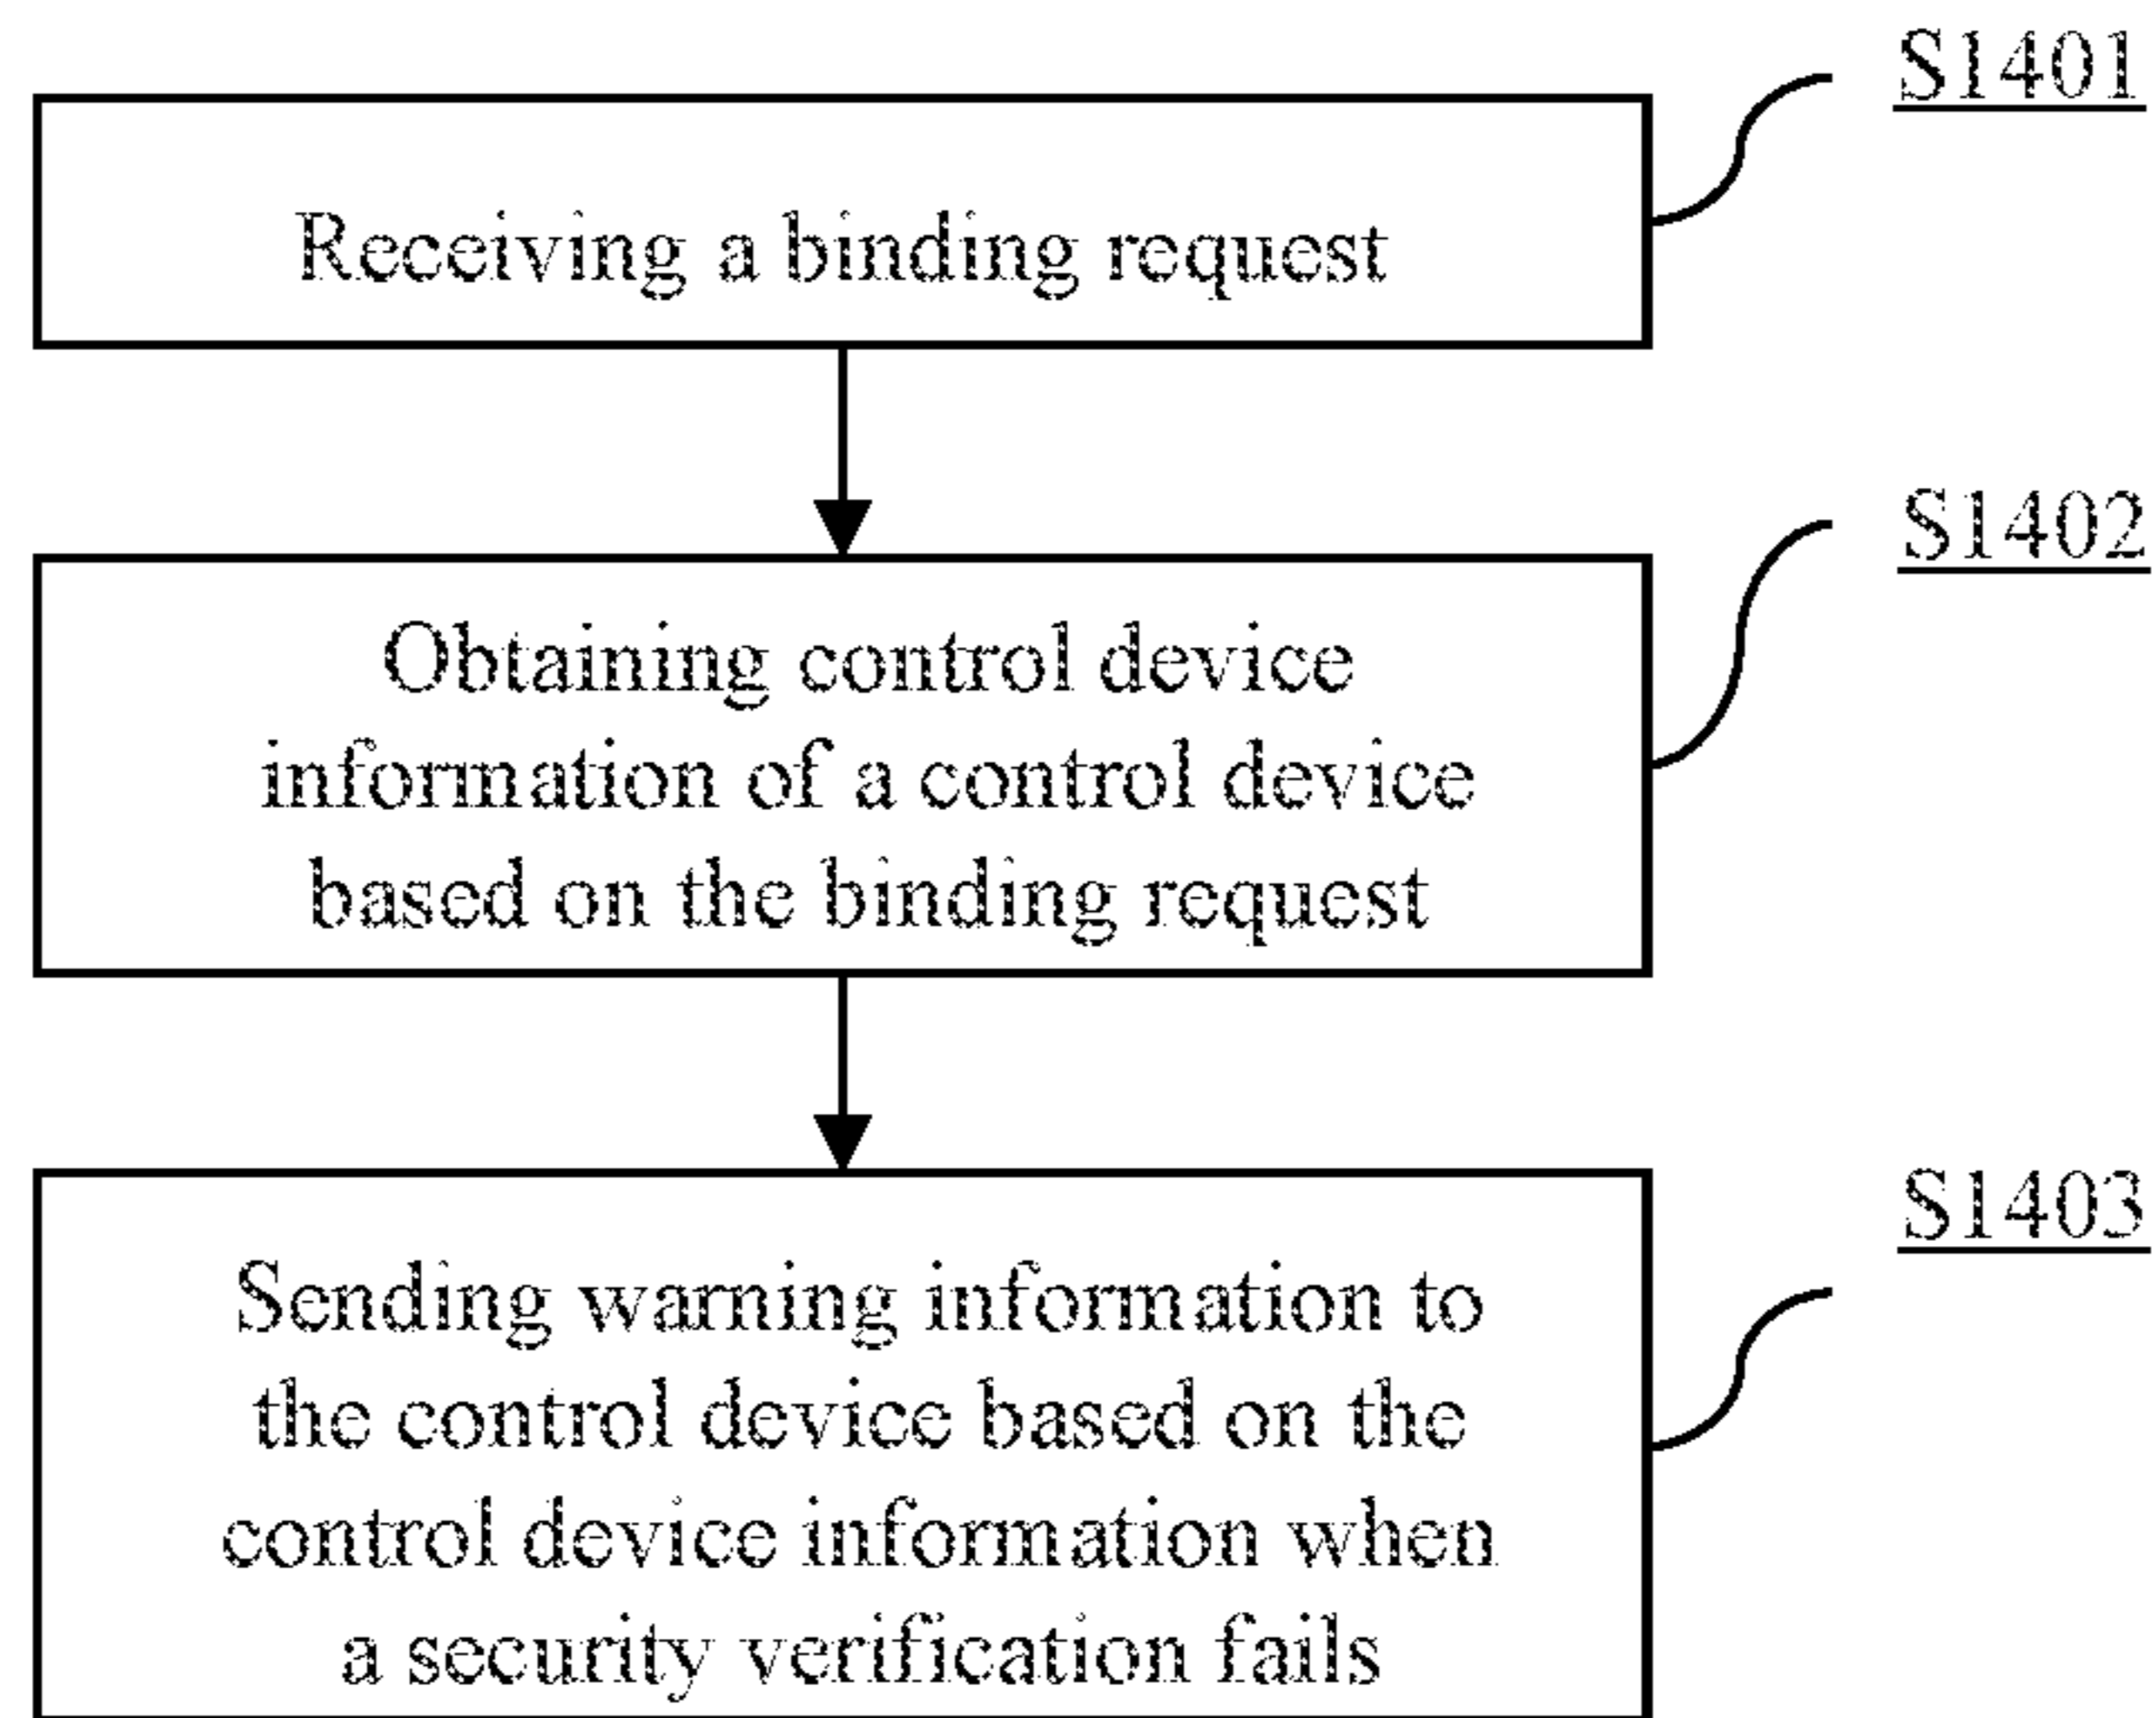 S1401
Receiving a binding request
S1402
Obtaining control device
information of a control device
based on the binding request
S1403
Sending warning information to
the control device based on the
control device information when
a security verification fails